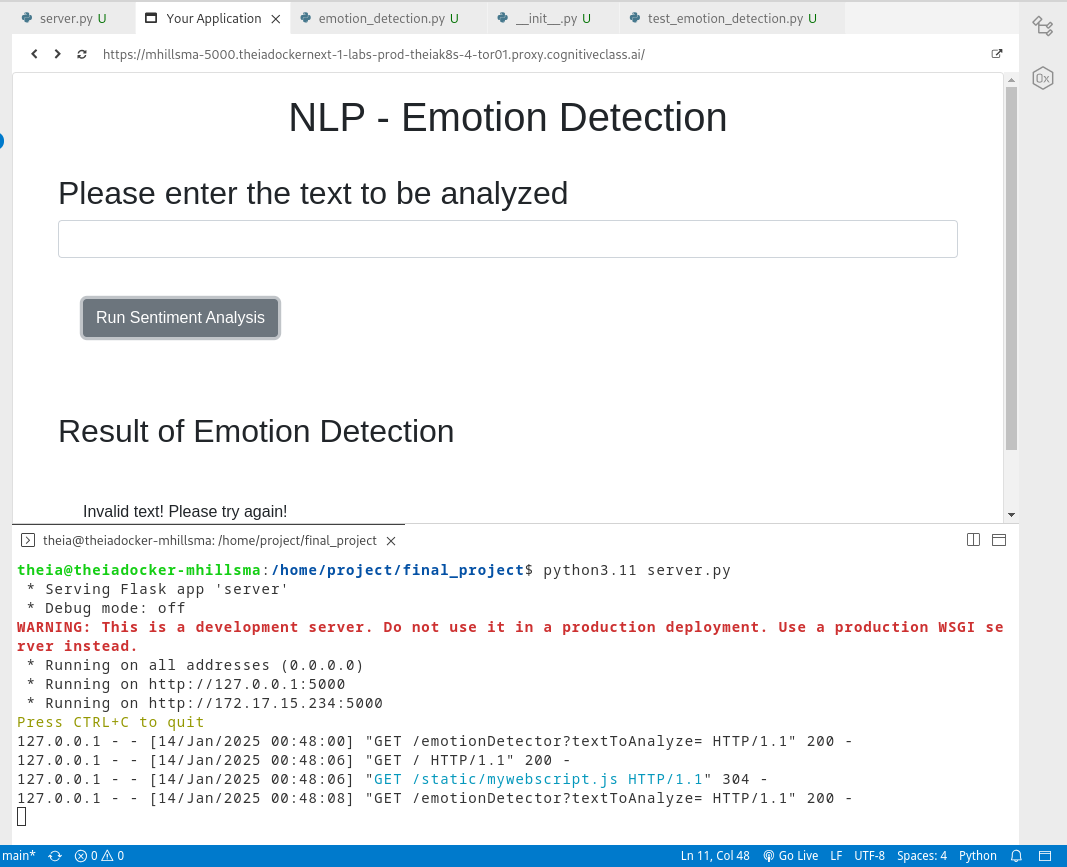 server.py U Your Application emotion_detection.py U __init__.py U test_emotion_detection.py U
https://mhillsma-5000.theiadockernext-1-labs-prod-theiak8s-4-tor01.proxy.cognitiveclass.ai/
NLP - Emotion Detection
Please enter the text to be analyzed
Run Sentiment Analysis
Result of Emotion Detection
Invalid text! Please try again!
theia@theiadocker-mhillsma: /home/project/final_project
theia@theiadocker-mhillsma:/home/project/final_project$ python3.11 server.py
* Serving Flask app 'server'
* Debug mode: off
WARNING: This is a development server. Do not use it in a production deployment. Use a production WSGI se
rver instead.
* Running on all addresses (0.0.0.0)
* Running on http://127.0.0.1:5000
* Running on http://172.17.15.234:5000
Press CTRL+C to quit
127.0.0.1 - - [14/Jan/2025 00:48:00] "GET /emotionDetector?textToAnalyze= HTTP/1.1" 200 -
127.0.0.1 - - [14/Jan/2025 00:48:06] "GET / HTTP/1.1" 200 -
127.0.0.1 - - [14/Jan/2025 00:48:06] "GET /static/mywebscript.js HTTP/1.1" 304 -
127.0.0.1 - - [14/Jan/2025 00:48:08] "GET /emotionDetector?textToAnalyze= HTTP/1.1" 200 -
main* 0 0 Ln 11, Col 48 Go Live LF UTF-8 Spaces: 4 Python